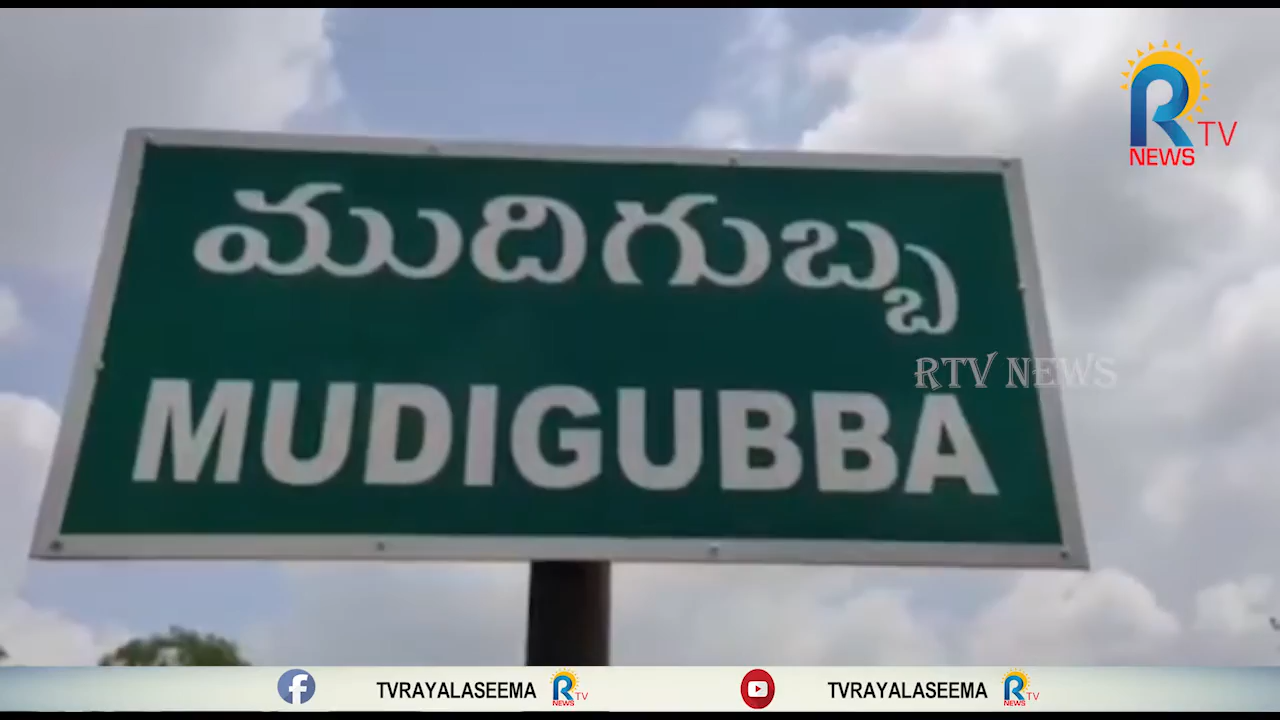 R TV
NEWS
ముదిగుబ్బ
RTV NEWS
MUDIGUBBA
TVRAYALASEEMA R TV NEWS TVRAYALASEEMA R TV NEWS